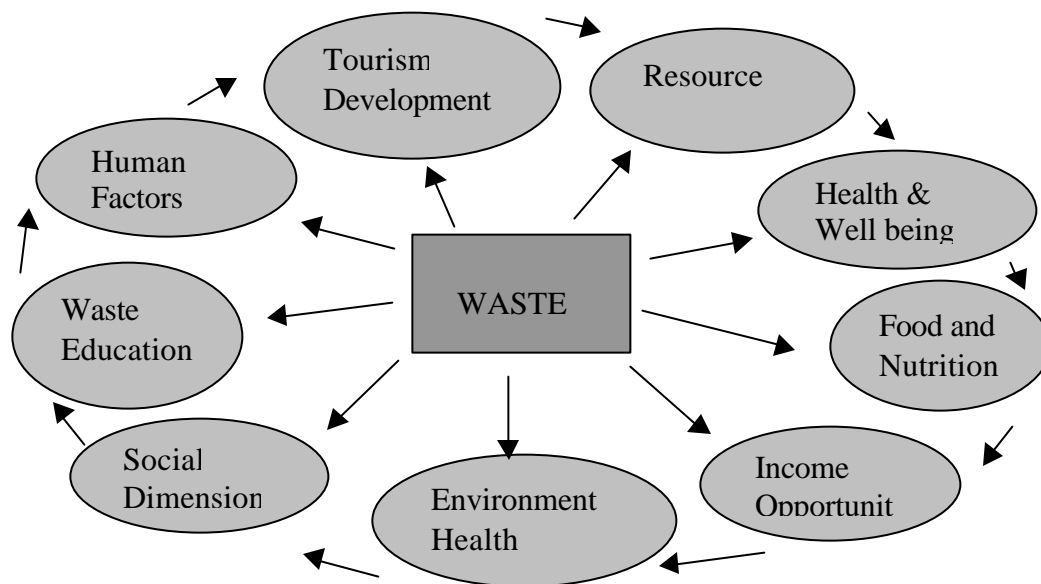 Tourism
Development
Resource
Human
Factors
Health &
Well being
WASTE
Waste
Education
Food and
Nutrition
Social
Dimension
Environment
Health
Income
Opportunit